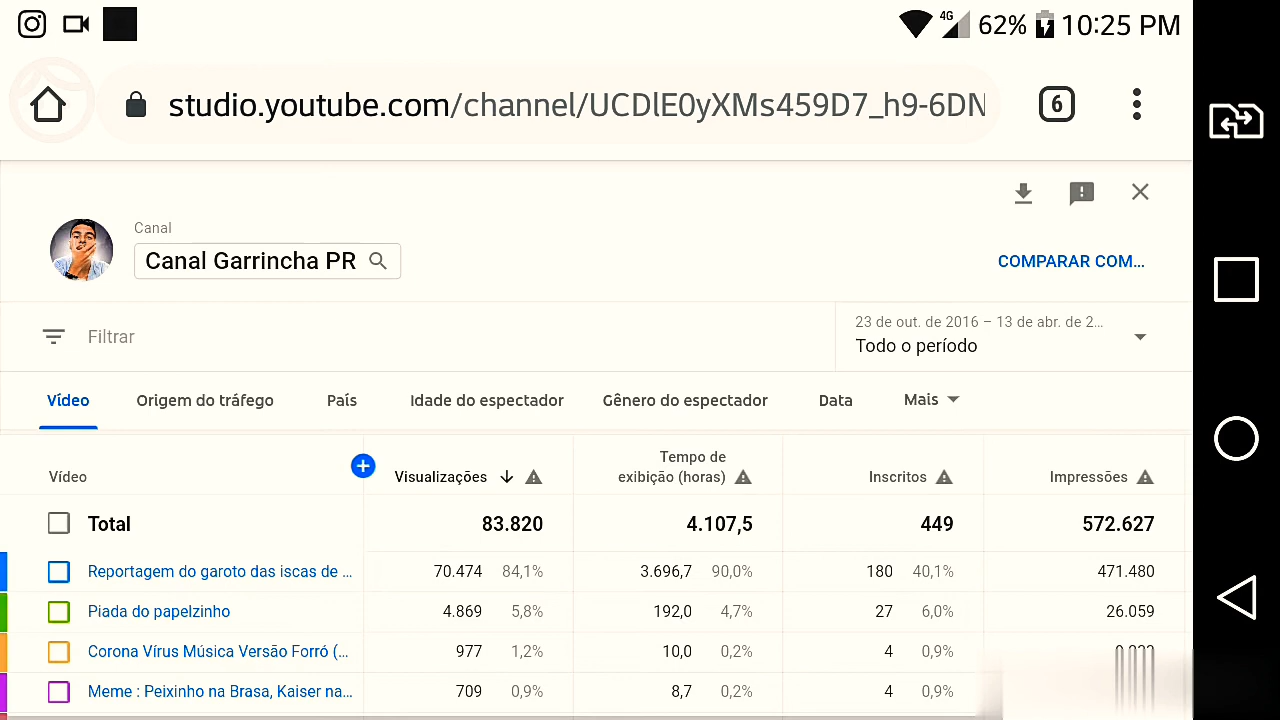 4G 62% 10:25 PM
studio.youtube.com/channel/UCDlE0yXMs459D7_h9-6DN
6
Canal
Canal Garrincha PR
COMPARAR COM...
Filtrar
23 de out. de 2016 – 13 de abr. de 2...
Todo o período
Vídeo Origem do tráfego País Idade do espectador Gênero do espectador Data Mais
Vídeo Visualizações Tempo de exibição (horas) Inscritos Impressões
Total 83.820 4.107,5 449 572.627
Reportagem do garoto das iscas de ... 70.474 84,1% 3.696,7 90,0% 180 40,1% 471.480
Piada do papelzinho 4.869 5,8% 192,0 4,7% 27 6,0% 26.059
Corona Vírus Música Versão Forró (... 977 1,2% 10,0 0,2% 4 0,9%
Meme : Peixinho na Brasa, Kaiser na... 709 0,9% 8,7 0,2% 4 0,9%